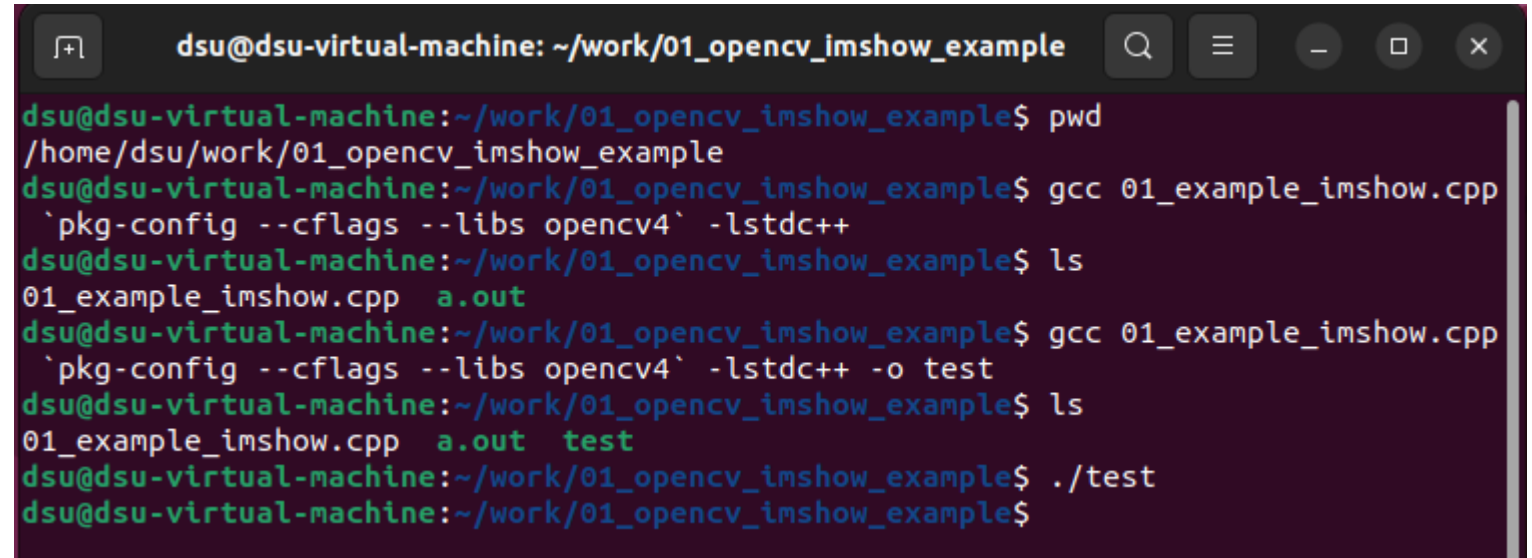 dsu@dsu-virtual-machine: ~/work/01_opencv_imshow_example
dsu@dsu-virtual-machine:~/work/01_opencv_imshow_example$ pwd
/home/dsu/work/01_opencv_imshow_example
dsu@dsu-virtual-machine:~/work/01_opencv_imshow_example$ gcc 01_example_imshow.cpp
 `pkg-config --cflags --libs opencv4` -lstdc++
dsu@dsu-virtual-machine:~/work/01_opencv_imshow_example$ ls
01_example_imshow.cpp  a.out
dsu@dsu-virtual-machine:~/work/01_opencv_imshow_example$ gcc 01_example_imshow.cpp
 `pkg-config --cflags --libs opencv4` -lstdc++ -o test
dsu@dsu-virtual-machine:~/work/01_opencv_imshow_example$ ls
01_example_imshow.cpp  a.out  test
dsu@dsu-virtual-machine:~/work/01_opencv_imshow_example$ ./test
dsu@dsu-virtual-machine:~/work/01_opencv_imshow_example$